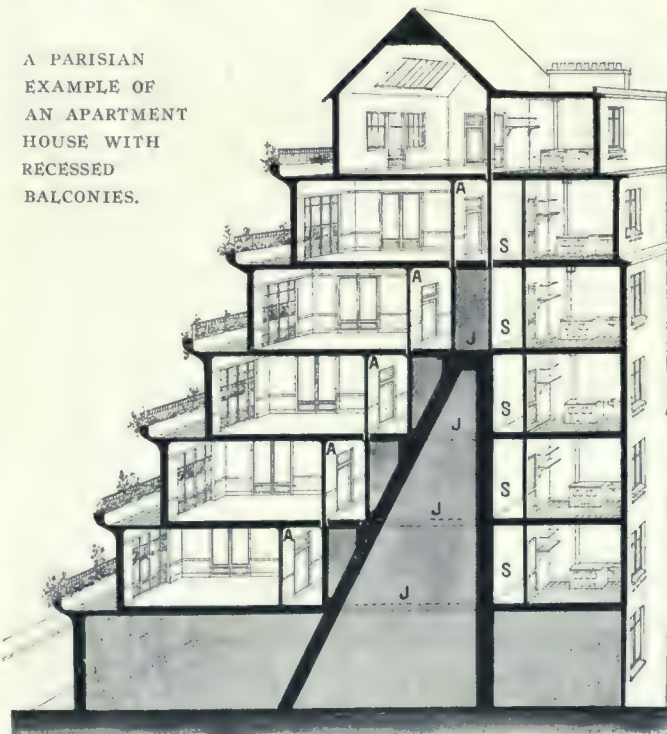 A PARISIAN
EXAMPLE OF
AN APARTMENT
HOUSE WITH
RECESSED
BALCONIES.
A
S
A
J
S
A
J
S
A
J
S
A
J
S